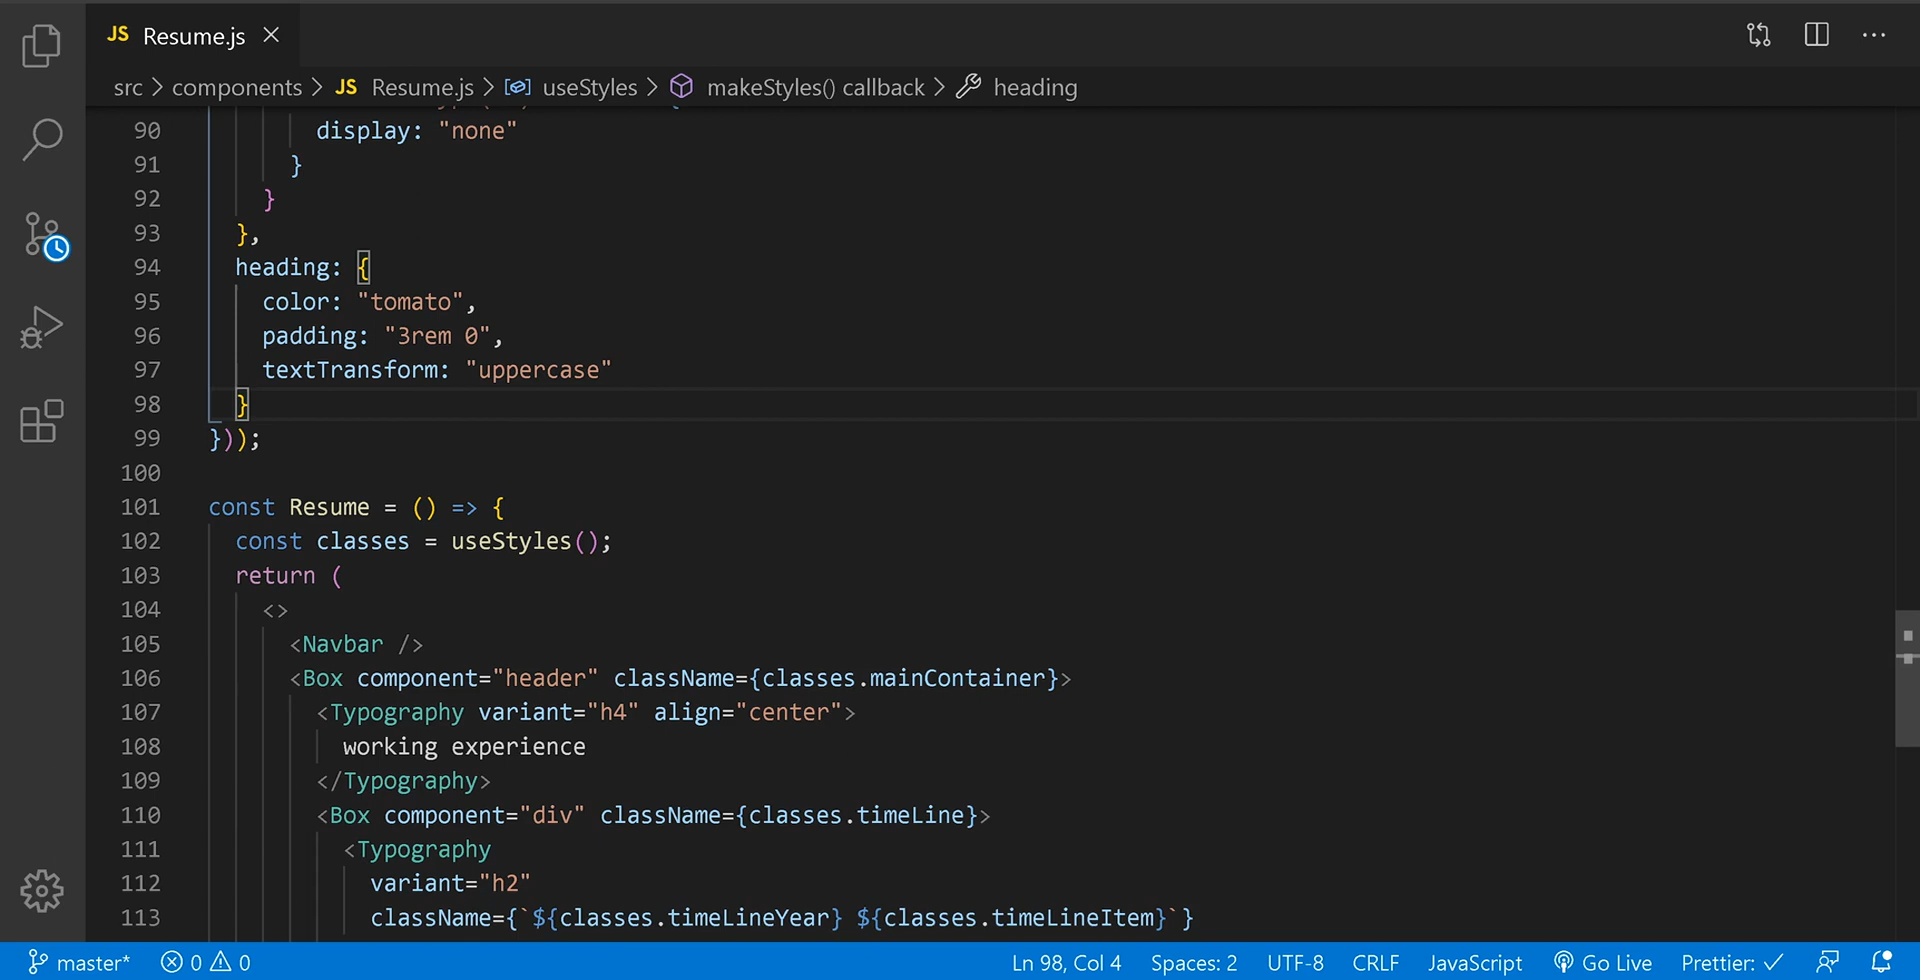 JS Resume.js
src > components > JS Resume.js > useStyles > makeStyles() callback > heading
90 display: "none"
91 }
92 }
93 },
94 heading: {
95 color: "tomato",
96 padding: "3rem 0",
97 textTransform: "uppercase"
98 }
99 }));
100
101 const Resume = () => {
102 const classes = useStyles();
103 return (
104 <>
105 <Navbar />
106 <Box component="header" className={classes.mainContainer}>
107 <Typography variant="h4" align="center">
108 working experience
109 </Typography>
110 <Box component="div" className={classes.timeLine}>
111 <Typography
112 variant="h2"
113 className={`${classes.timeLineYear} ${classes.timeLineItem}`}
master* 0 0 Ln 98, Col 4 Spaces: 2 UTF-8 CRLF JavaScript Go Live Prettier: ✓